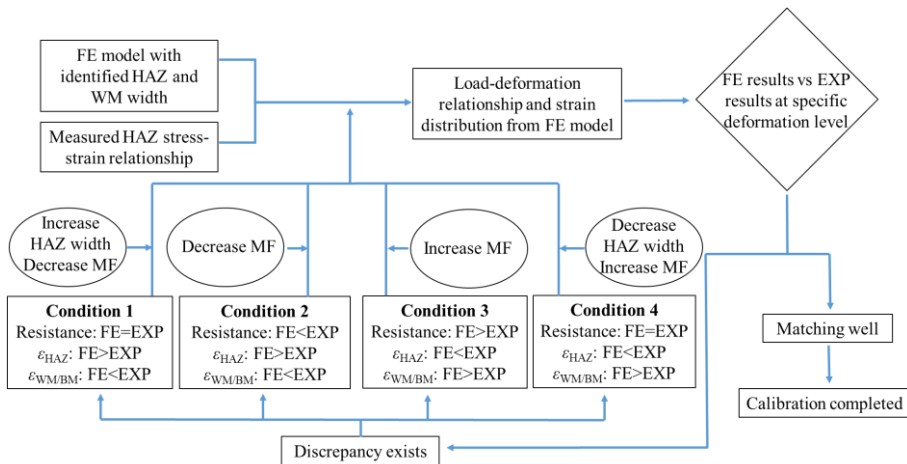 FE model with
identified HAZ and
WM width
Measured HAZ stress-
strain relationship
Load-deformation
relationship and strain
distribution from FE model
FE results vs EXP
results at specific
deformation level
Increase
HAZ width
Decrease MF
Decrease MF
Increase MF
Decrease
HAZ width
Increase MF
Condition 1
Resistance: FE=EXP
εHAZ: FE>EXP
εWM/BM: FE<EXP
Condition 2
Resistance: FE<EXP
εHAZ: FE>EXP
εWM/BM: FE<EXP
Condition 3
Resistance: FE>EXP
εHAZ: FE<EXP
εWM/BM: FE>EXP
Condition 4
Resistance: FE=EXP
εHAZ: FE<EXP
εWM/BM: FE>EXP
Matching well
Calibration completed
Discrepancy exists